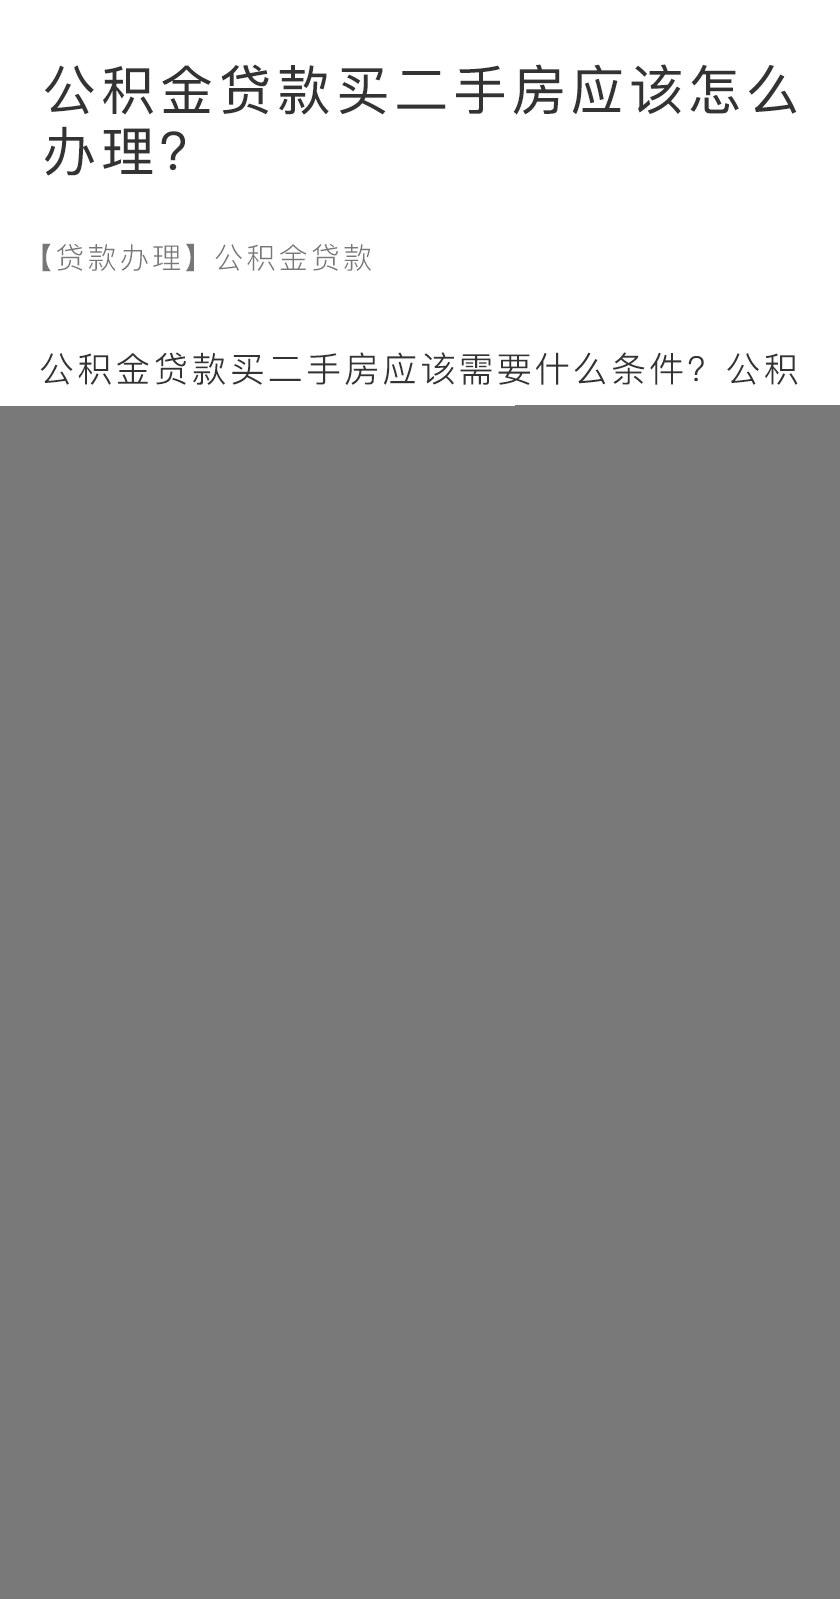 公积金贷款买二手房应该怎么
办理?
【贷款办理】公积金贷款
公积金贷款买二手房应该需要什么条件？公积